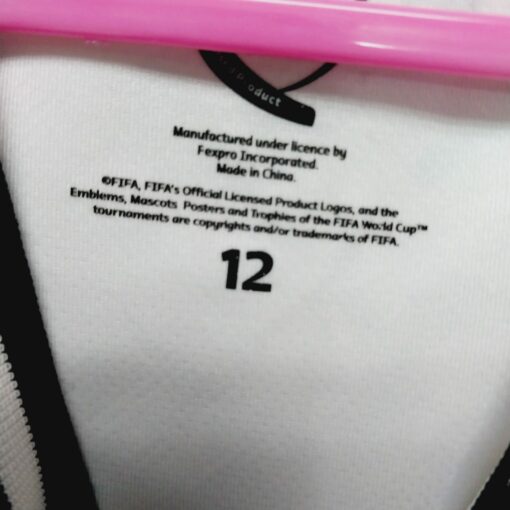 Product
Manufactured under licence by
Fexpro Incorporated.
Made in China.
©FIFA, FIFA's Official Licensed Product Logos, and the
Emblems, Mascots Posters and Trophies of the FIFA World Cup™
tournaments are copyrights and/or trademarks of FIFA.
12